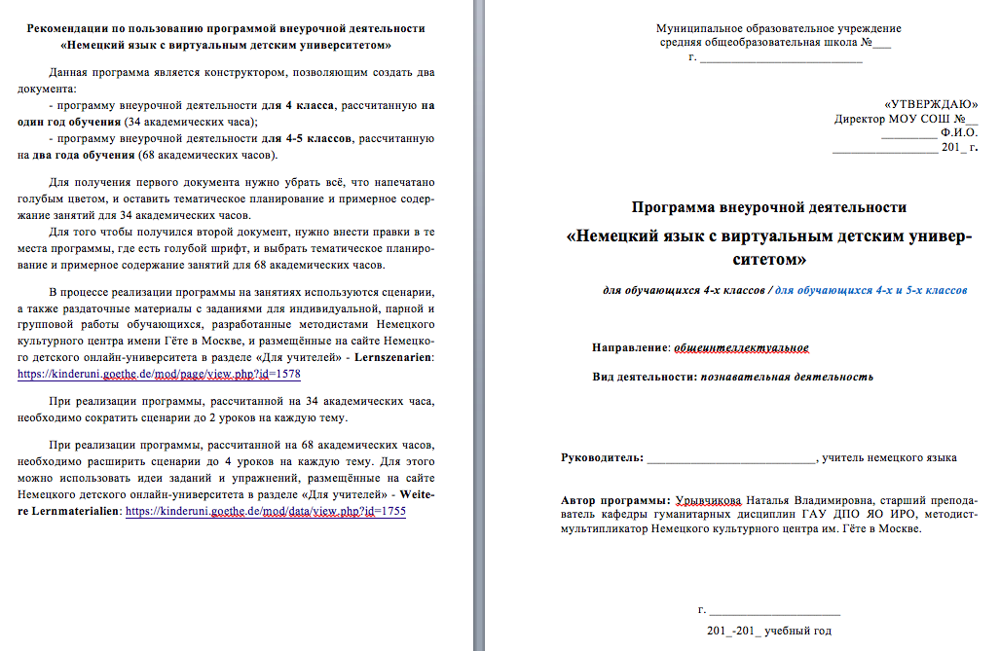 Рекомендации по пользованию программой внеурочной деятельности
«Немецкий язык с виртуальным детским университетом»
Данная программа является конструктором, позволяющим создать два
документа:
- программу внеурочной деятельности для 4 класса, рассчитанную на
один год обучения (34 академических часа);
- программу внеурочной деятельности для 4-5 классов, рассчитанную
на два года обучения (68 академических часов).
Для получения первого документа нужно убрать всё, что напечатано
голубым цветом, и оставить тематическое планирование и примерное содер-
жание занятий для 34 академических часов.
Для того чтобы получился второй документ, нужно внести правки в те
места программы, где есть голубой шрифт, и выбрать тематическое планиро-
вание и примерное содержание занятий для 68 академических часов.
В процессе реализации программы на занятиях используются сценарии,
а также раздаточные материалы с заданиями для индивидуальной, парной и
групповой работы обучающихся, разработанные методистами Немецкого
культурного центра имени Гёте в Москве, и размещённые на сайте Немецко-
го детского онлайн-университета в разделе «Для учителей» - Lernszenarien:
https://kinderuni.goethe.de/mod/page/view.php?id=1578
При реализации программы, рассчитанной на 34 академических часа,
необходимо сократить сценарии до 2 уроков на каждую тему.
При реализации программы, рассчитанной на 68 академических часов,
необходимо расширить сценарии до 4 уроков на каждую тему. Для этого
можно использовать идеи заданий и упражнений, размещённые на сайте
Немецкого детского онлайн-университета в разделе «Для учителей» - Weite-
re Lernmaterialien: https://kinderuni.goethe.de/mod/data/view.php?id=1755
Муниципальное образовательное учреждение
средняя общеобразовательная школа №___
г. __________________________
«УТВЕРЖДАЮ»
Директор МОУ СОШ №__
_________ Ф.И.О.
_________________ 201_ г.
Программа внеурочной деятельности
«Немецкий язык с виртуальным детским универ-
ситетом»
для обучающихся 4-х классов / для обучающихся 4-х и 5-х классов
Направление: общеинтеллектуальное
Вид деятельности: познавательная деятельность
Руководитель: ___________________________, учитель немецкого языка
Автор программы: Урывчикова Наталья Владимировна, старший препода-
ватель кафедры гуманитарных дисциплин ГАУ ДПО ЯО ИРО, методист-
мультипликатор Немецкого культурного центра им. Гёте в Москве.
г. _____________________
201_-201_ учебный год